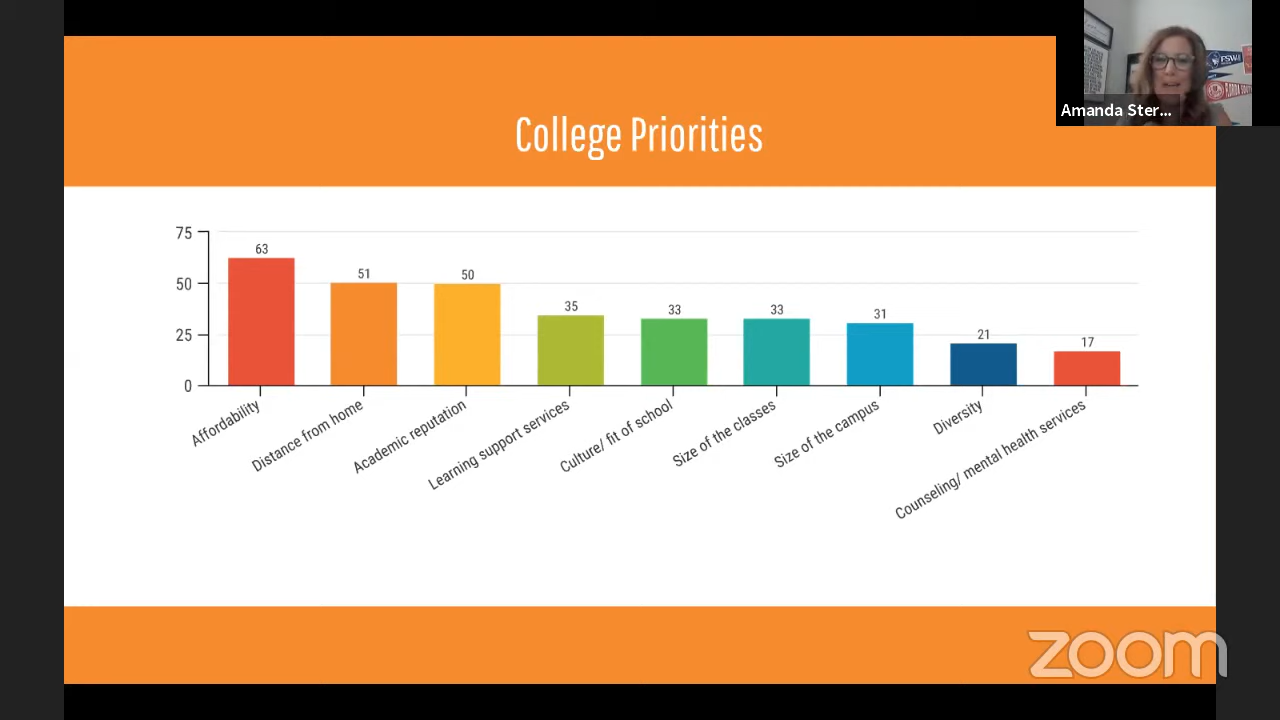 Amanda Ster...
College Priorities
75
50
25
0
63
51
50
35
33
33
31
21
17
Affordability
Distance from home
Academic reputation
Learning support services
Culture/ fit of school
Size of the classes
Size of the campus
Diversity
Counseling/ mental health services
FSW
zoom